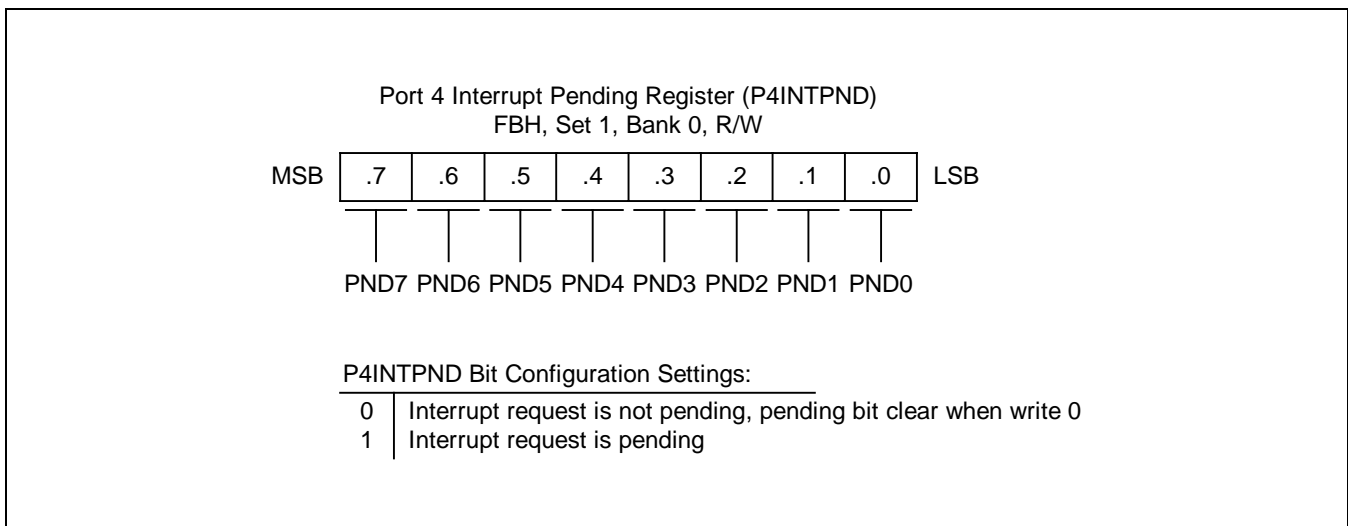 Port 4 Interrupt Pending Register (P4INTPND)
FBH, Set 1, Bank 0, R/W
MSB .7 .6 .5 .4 .3 .2 .1 .0 LSB
PND7 PND6 PND5 PND4 PND3 PND2 PND1 PND0
P4INTPND Bit Configuration Settings:
0 Interrupt request is not pending, pending bit clear when write 0
1 Interrupt request is pending